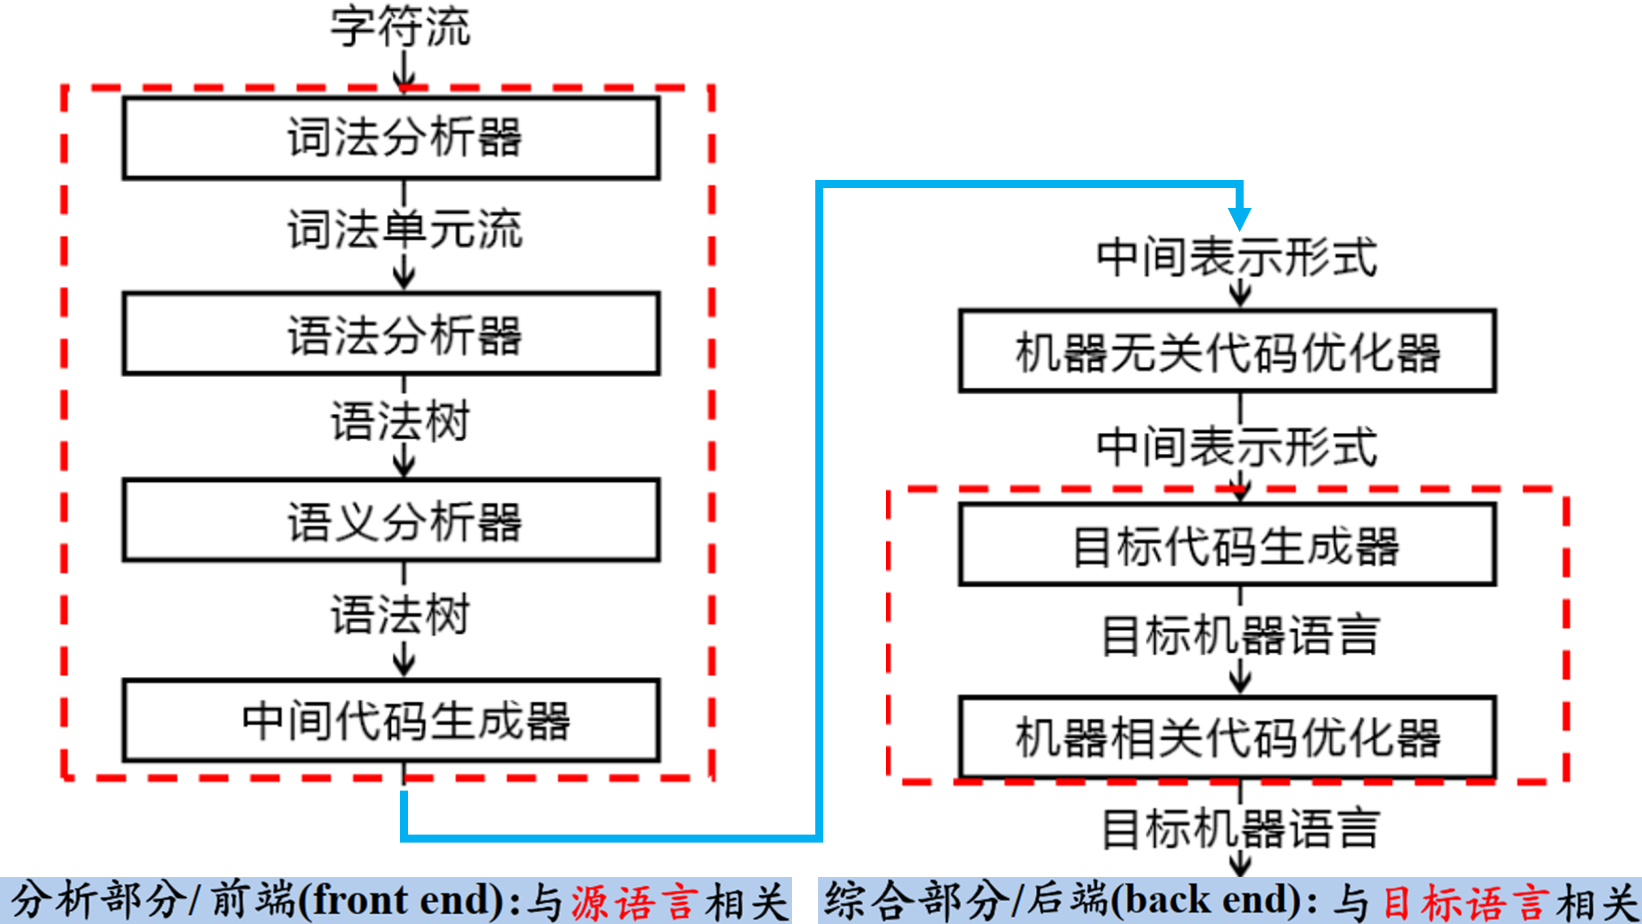 字符流
词法分析器
词法单元流
语法分析器
语法树
语义分析器
语法树
中间代码生成器
分析部分/前端(front end):与源语言相关
中间表示形式
机器无关代码优化器
中间表示形式
目标代码生成器
目标机器语言
机器相关代码优化器
目标机器语言
综合部分/后端(back end): 与目标语言相关